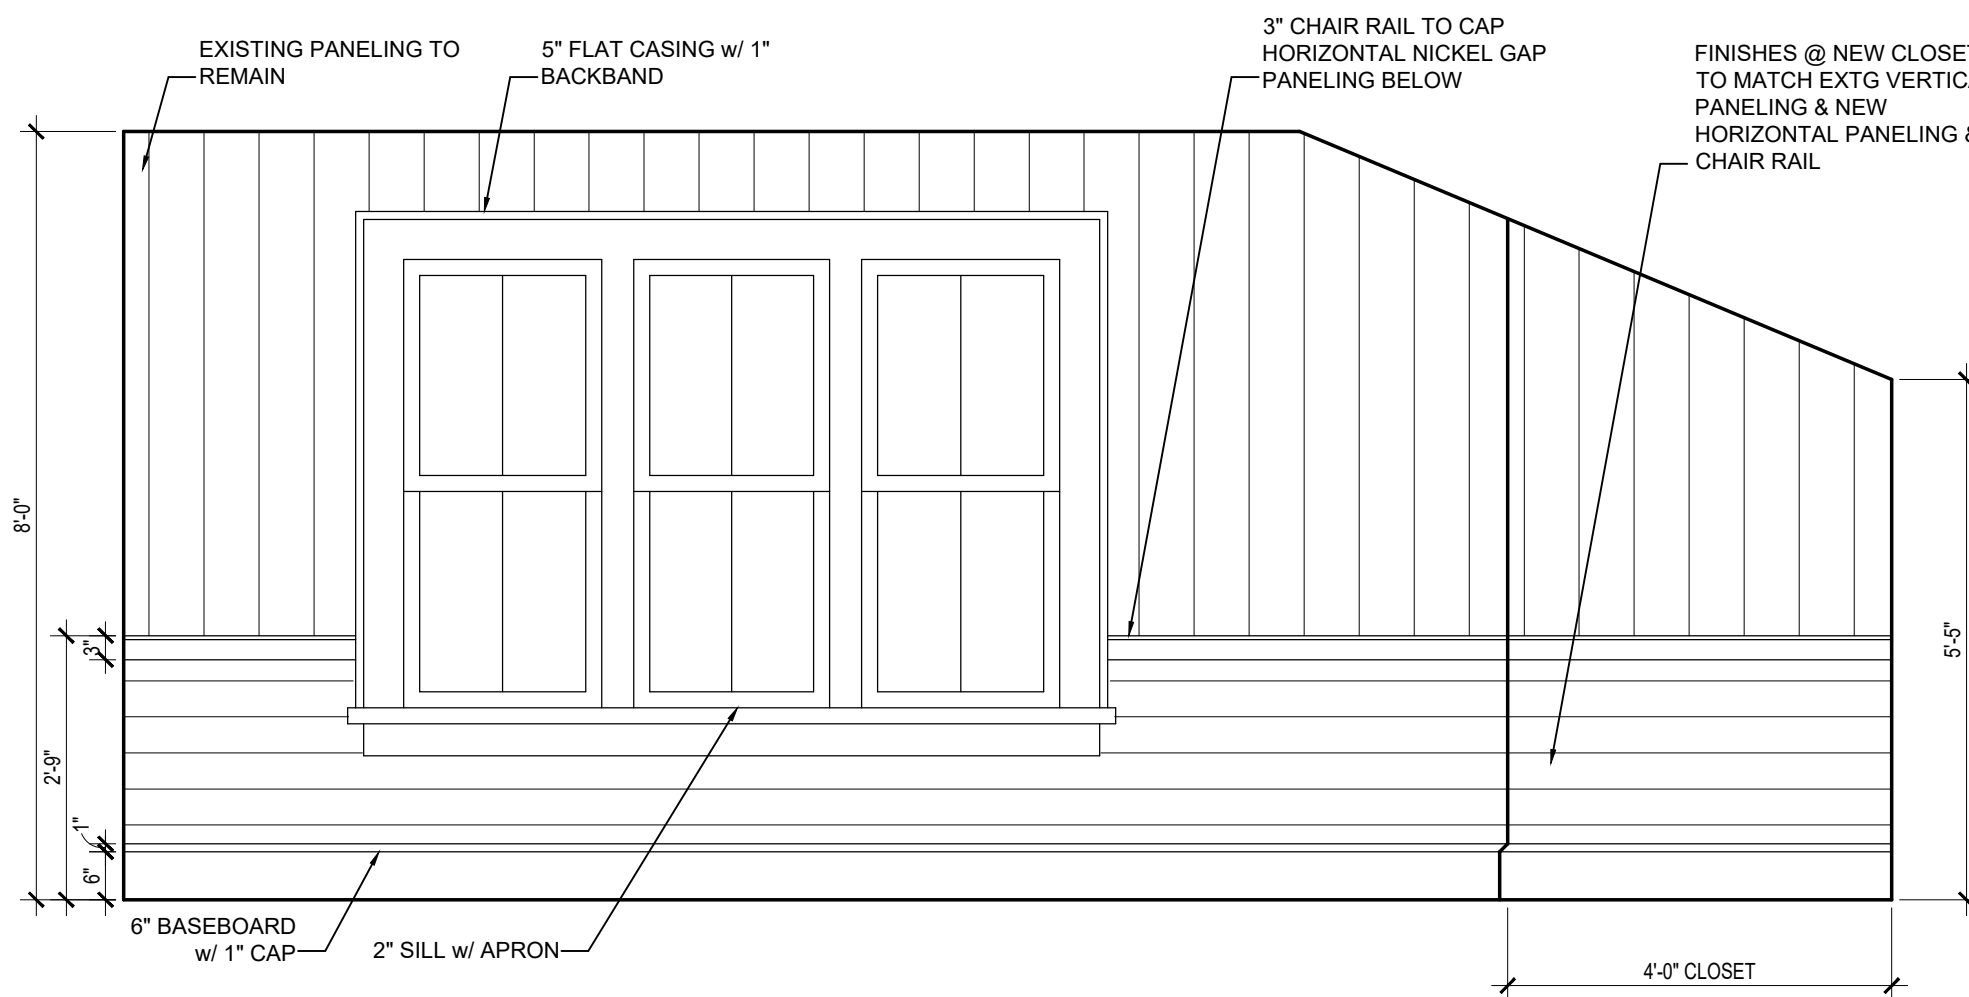 EXISTING PANELING TO
REMAIN
5" FLAT CASING w/ 1"
BACKBAND
3" CHAIR RAIL TO CAP
HORIZONTAL NICKEL GAP
PANELING BELOW
FINISHES @ NEW CLOSET
TO MATCH EXTG
PANELING & NEW
HORIZONTAL PANELING &
CHAIR RAIL
8'-0"
3"
2'-9"
1"
6"
5'-5"
6" BASEBOARD
w/ 1" CAP
2" SILL w/ APRON
4'-0" CLOSET